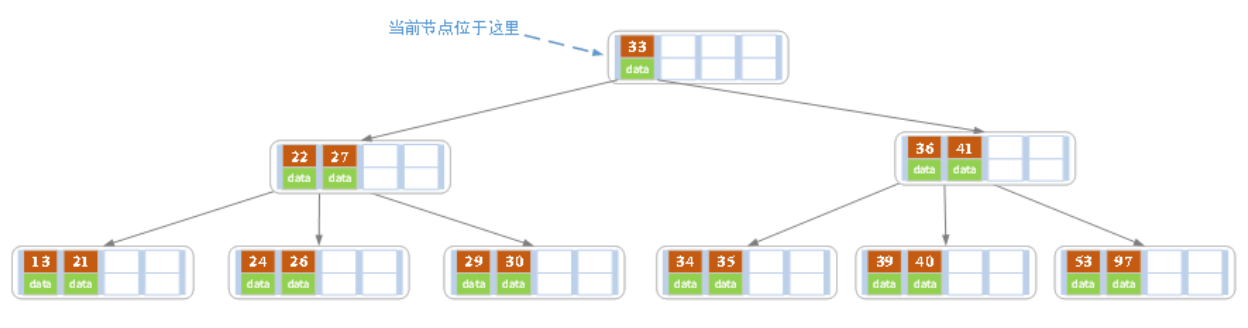 当前节点位于这里
33
data
22 27
data data
36 41
data data
13 21
data data
24 26
data data
29 30
data data
34 35
data data
39 40
data data
53 97
data data